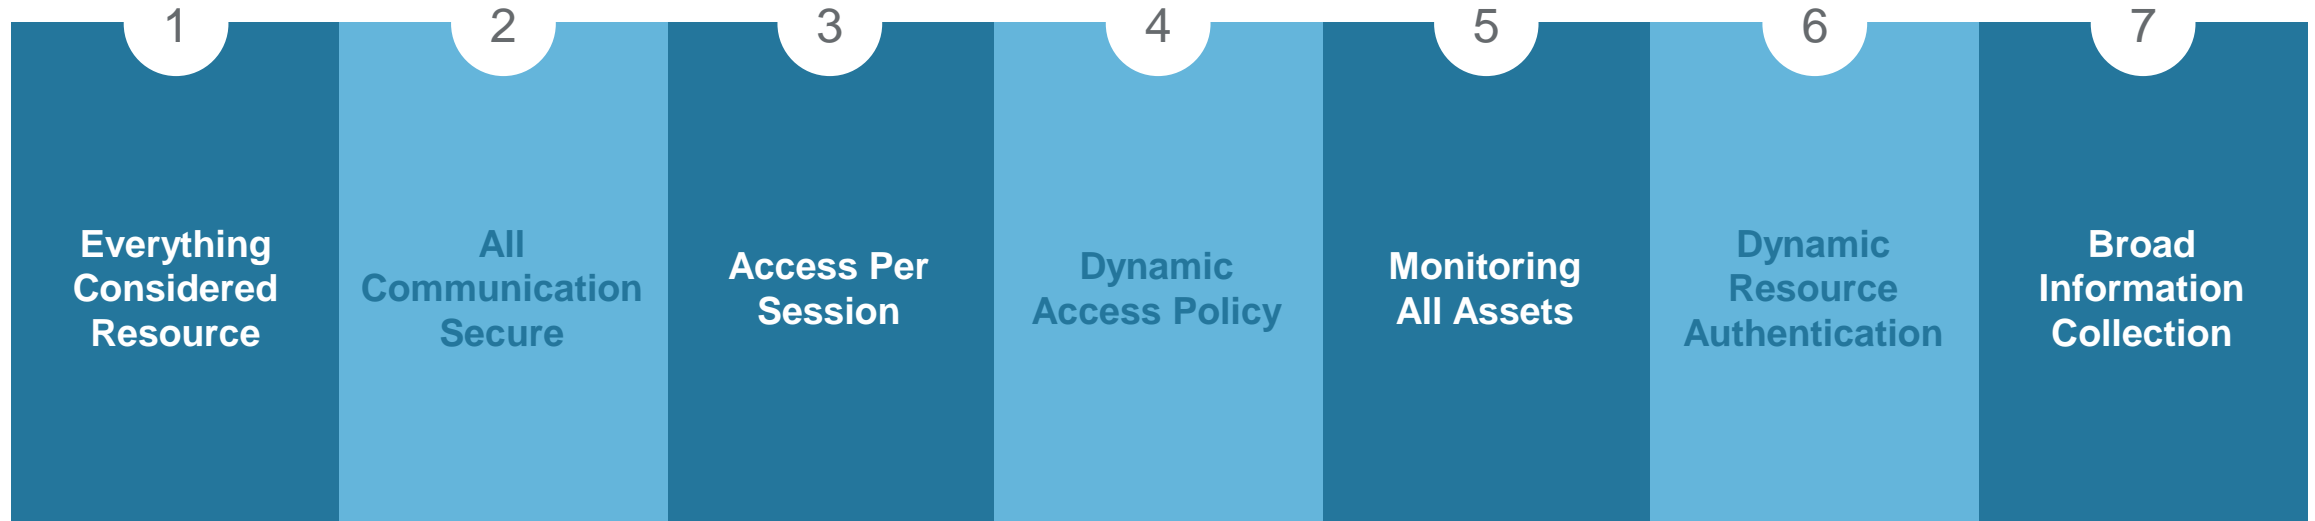 1
Everything
Considered
Resource
2
All
Communication
Secure
3
Access Per
Session
4
Dynamic
Access Policy
5
Monitoring
All Assets
6
Dynamic
Resource
Authentication
7
Broad
Information
Collection